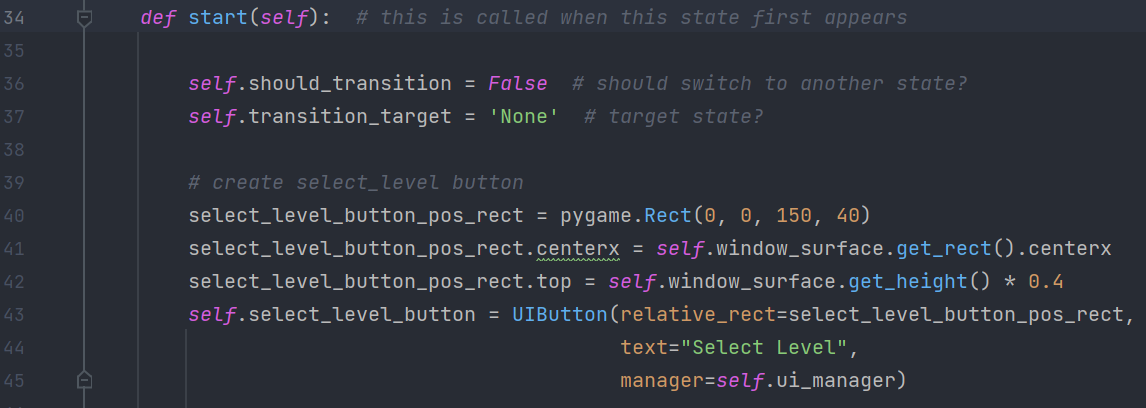 34 def start(self):  # this is called when this state first appears
35
36 self.should_transition = False  # should switch to another state?
37 self.transition_target = 'None'  # target state?
38
39 # create select_level button
40 select_level_button_pos_rect = pygame.Rect(0, 0, 150, 40)
41 select_level_button_pos_rect.centerx = self.window_surface.get_rect().centerx
42 select_level_button_pos_rect.top = self.window_surface.get_height() * 0.4
43 self.select_level_button = UIButton(relative_rect=select_level_button_pos_rect,
44 text="Select Level",
45 manager=self.ui_manager)